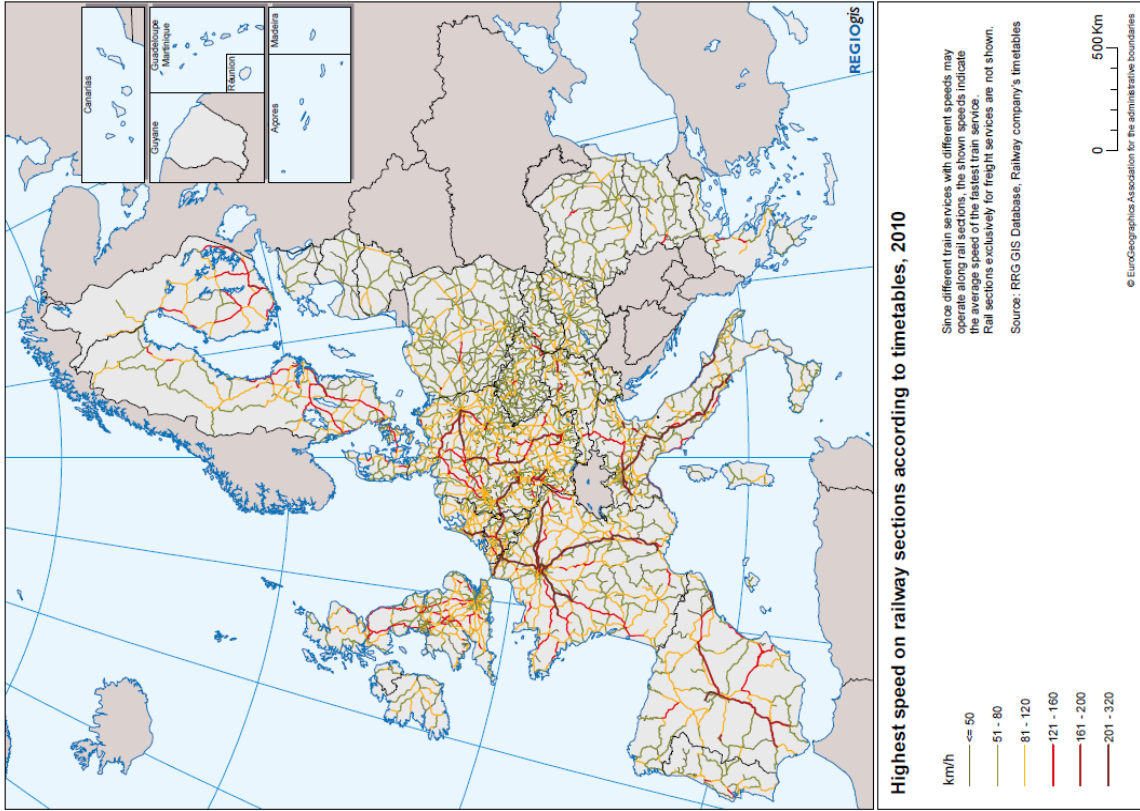 Canarias
Guyane
Guadeloupe
Martinique
Réunion
Açores
Madeira
REGIOgis
Highest speed on railway sections according to timetables, 2010
km/h
<= 50
51 - 80
81 - 120
121 - 160
161 - 200
201 - 320
Since different train services with different speeds may
operate along rail sections, the shown speeds indicate
the average speed of the fastest train service.
Rail sections exclusively for freight services are not shown.
Source: RRG GIS Database, Railway company's timetables
0 500 Km
© EuroGeographics Association for the administrative boundaries